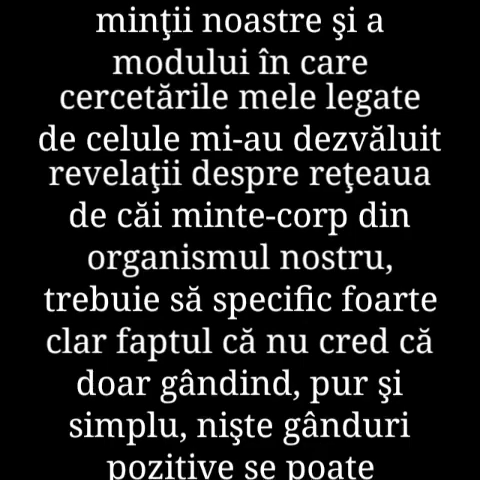 minţii noastre şi a
modului în care
cercetările mele legate
de celule mi-au dezvăluit
revelaţii despre reţeaua
de căi minte-corp din
organismul nostru,
trebuie să specific foarte
clar faptul că nu cred că
doar gândind, pur şi
simplu, nişte gânduri
pozitive se poate